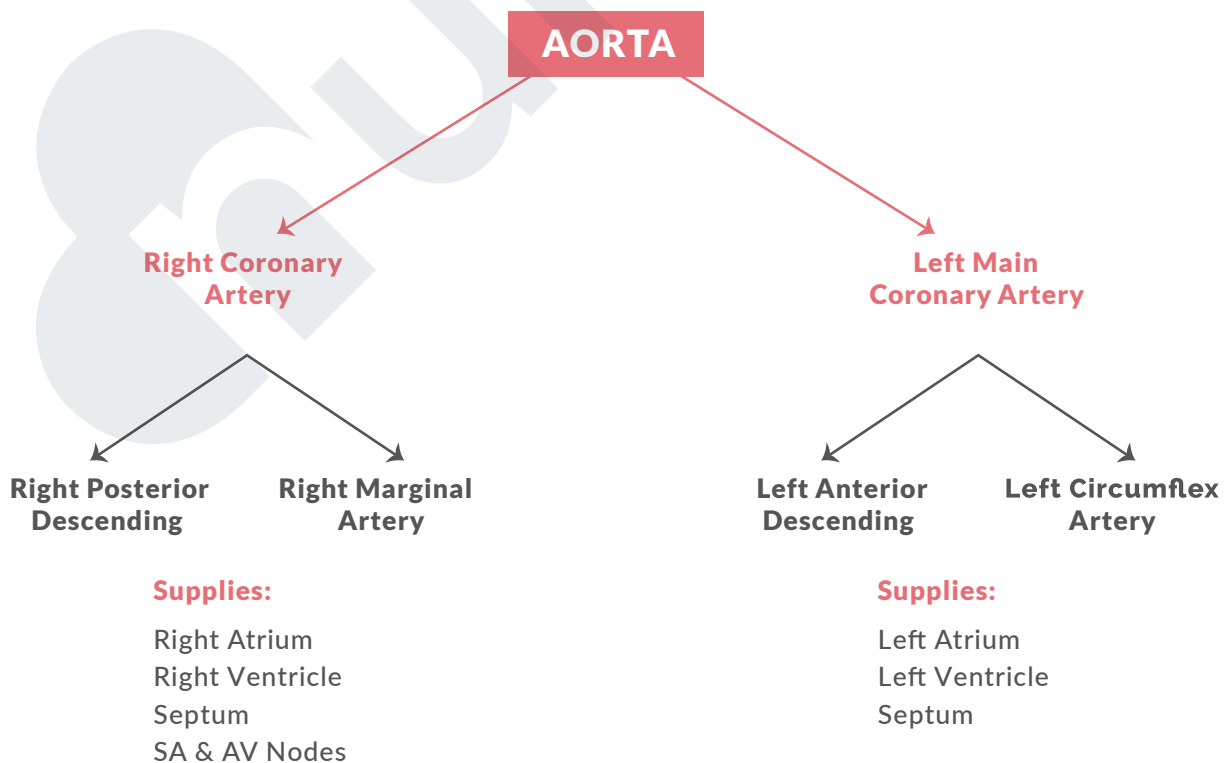 AORTA
Right Coronary
Artery
Left Main
Coronary Artery
Right Posterior
Descending
Right Marginal
Artery
Left Anterior
Descending
Left Circumflex
Artery
Supplies:
Right Atrium
Right Ventricle
Septum
SA & AV Nodes
Supplies:
Left Atrium
Left Ventricle
Septum